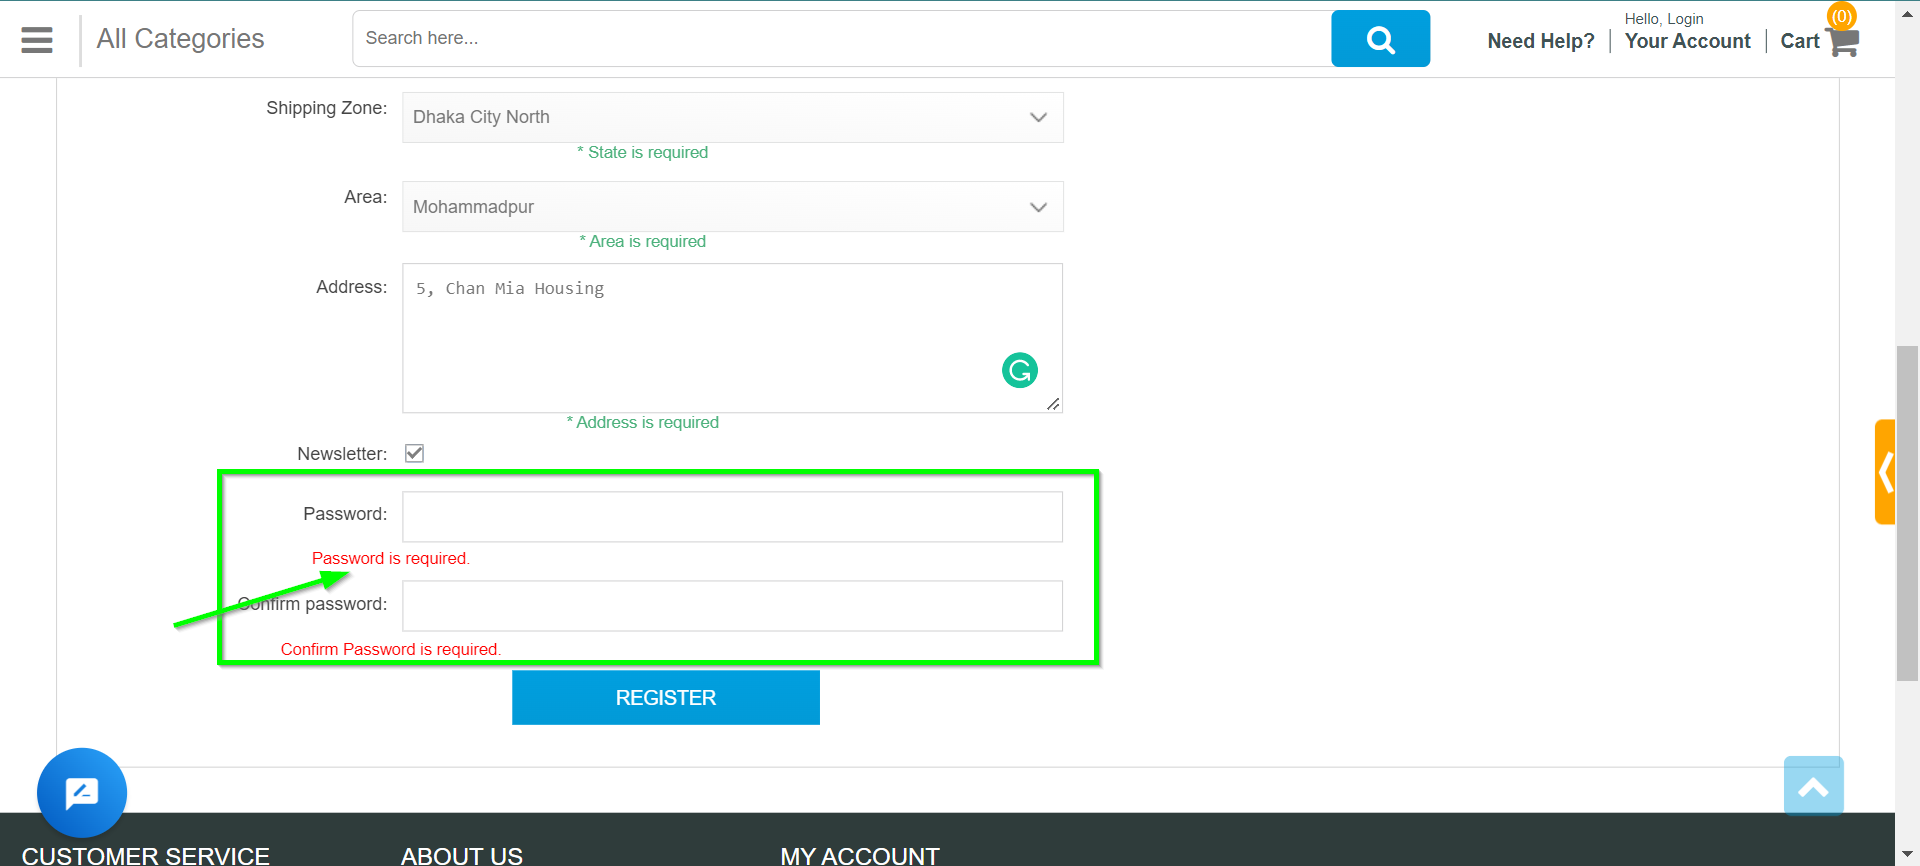 All Categories
Search here...
Hello, Login
Need Help?
Your Account
Cart
(0)
Shipping Zone:
Dhaka City North
* State is required
Area:
Mohammadpur
* Area is required
Address:
5, Chan Mia Housing
* Address is required
Newsletter:
Password:
Password is required.
Confirm password:
Confirm Password is required.
REGISTER
CUSTOMER SERVICE
ABOUT US
MY ACCOUNT